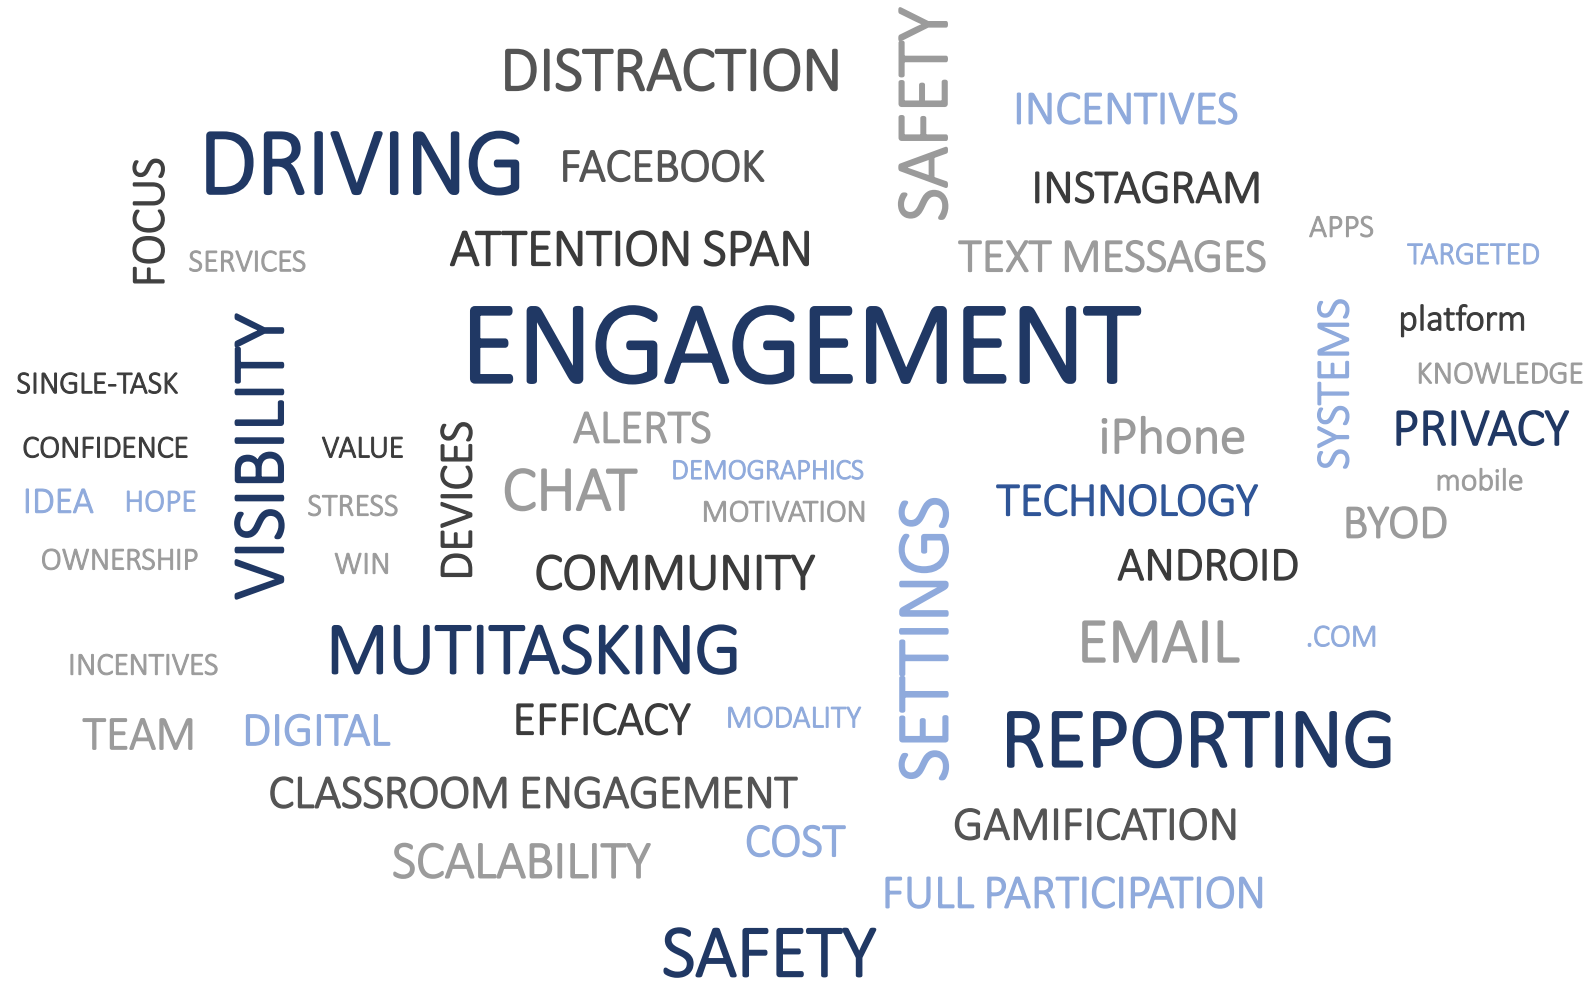 SAFETY
DISTRACTION
INCENTIVES
DRIVING
FACEBOOK
FOCUS
INSTAGRAM
APPS
ATTENTION SPAN
TEXT MESSAGES
TARGETED
SERVICES
ENGAGEMENT
SYSTEMS
platform
VISIBILITY
SINGLE-TASK
KNOWLEDGE
ALERTS
iPhone
PRIVACY
CONFIDENCE
VALUE
DEVICES
DEMOGRAPHICS
mobile
CHAT
IDEA
HOPE
STRESS
MOTIVATION
SETTINGS
TECHNOLOGY
BYOD
OWNERSHIP
WIN
COMMUNITY
ANDROID
MUTITASKING
EMAIL
.COM
INCENTIVES
TEAM
DIGITAL
EFFICACY
MODALITY
REPORTING
CLASSROOM ENGAGEMENT
GAMIFICATION
COST
SCALABILITY
FULL PARTICIPATION
SAFETY